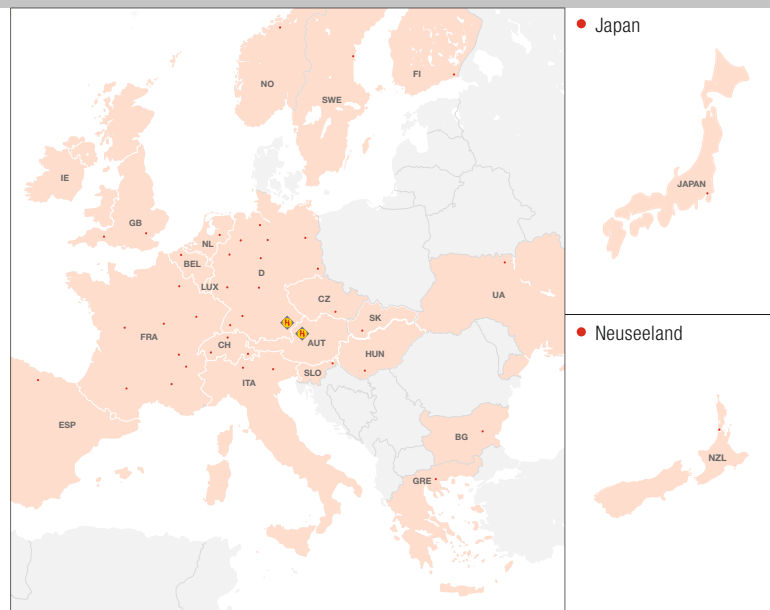 NO
FI
SWE
IE
GB
NL
BEL
D
LUX
CZ
UA
SK
FRA
CH
AUT
HUN
SLO
ITA
ESP
BG
GRE
Japan
JAPAN
Neuseeland
NZL